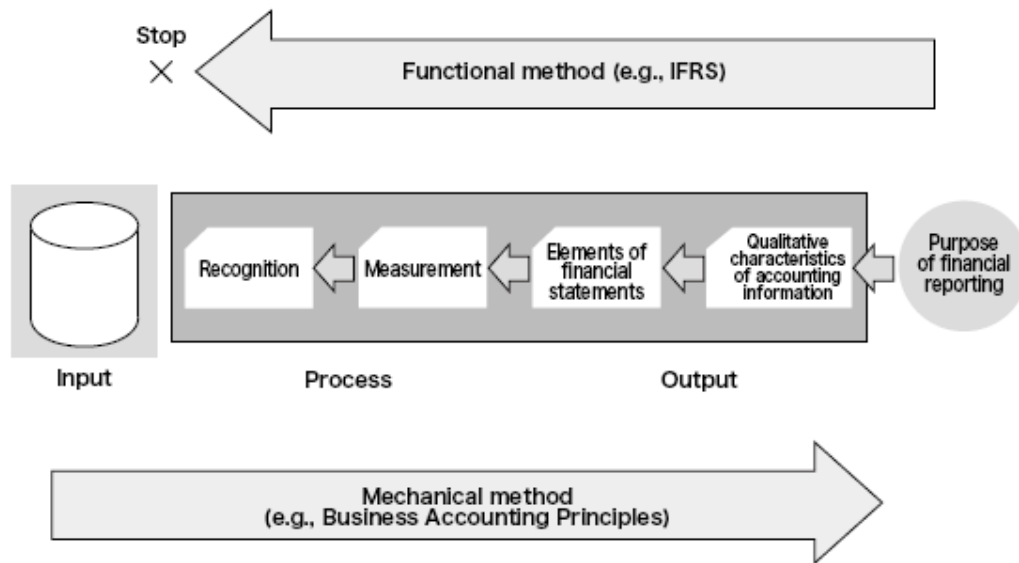 Stop
Functional method (e.g., IFRS)
Recognition
Measurement
Elements of
financial
statements
Qualitative
characteristics
of accounting
information
Purpose
of financial
reporting
Input
Process
Output
Mechanical method
(e.g., Business Accounting Principles)